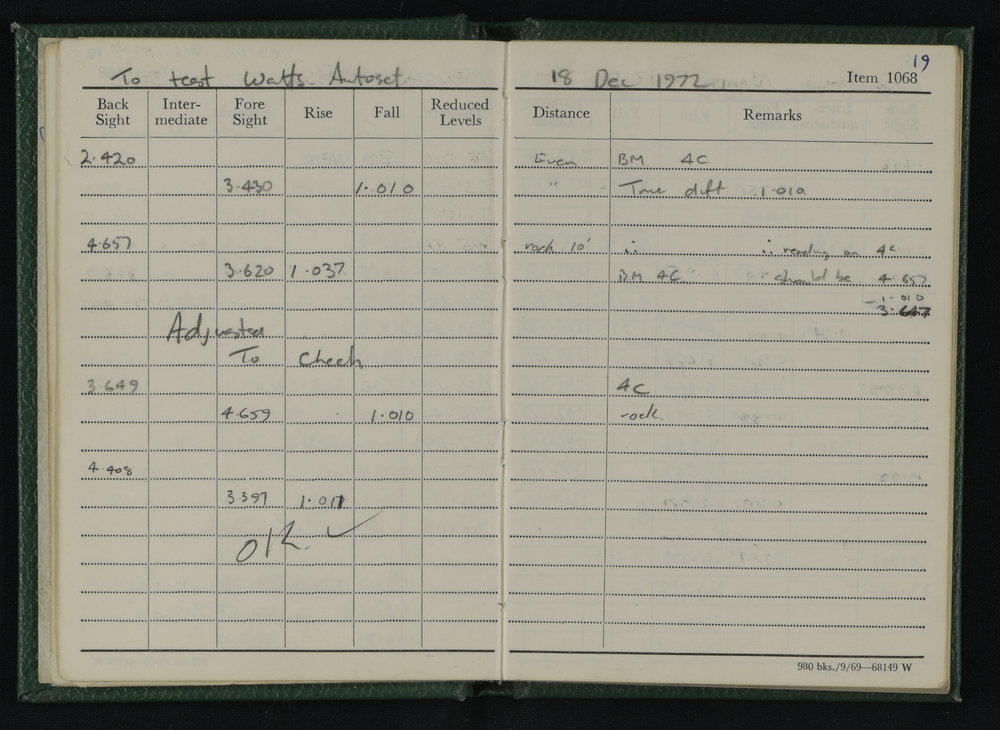 19
To test Watts Autoset 18 Dec 1972 Item 1068
Back Sight Inter-mediate Fore Sight Rise Fall Reduced Levels Distance Remarks
2.420 Even BM 4C
3.430 1.010 " True diff 1.010
4.657 rock 10' ∴ reading on 4C
3.620 1.037 BM 4C should be 4.657
-1.010
3.647
Adjusted
To Check
3.649 4C
4.659 1.010 rock
4.408
3.397 1.011
OK ✓
980 bks./9/69—68149 W